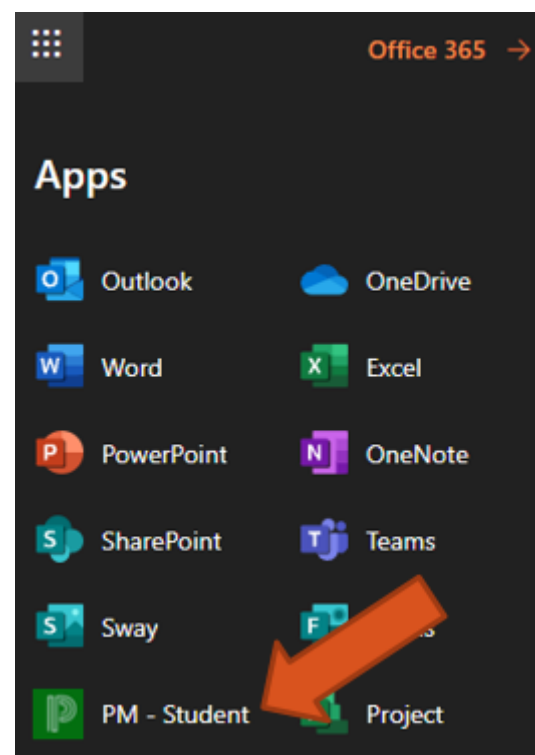 Office 365 →
Apps
Outlook OneDrive
Word Excel
PowerPoint OneNote
SharePoint Teams
Sway
PM - Student Project